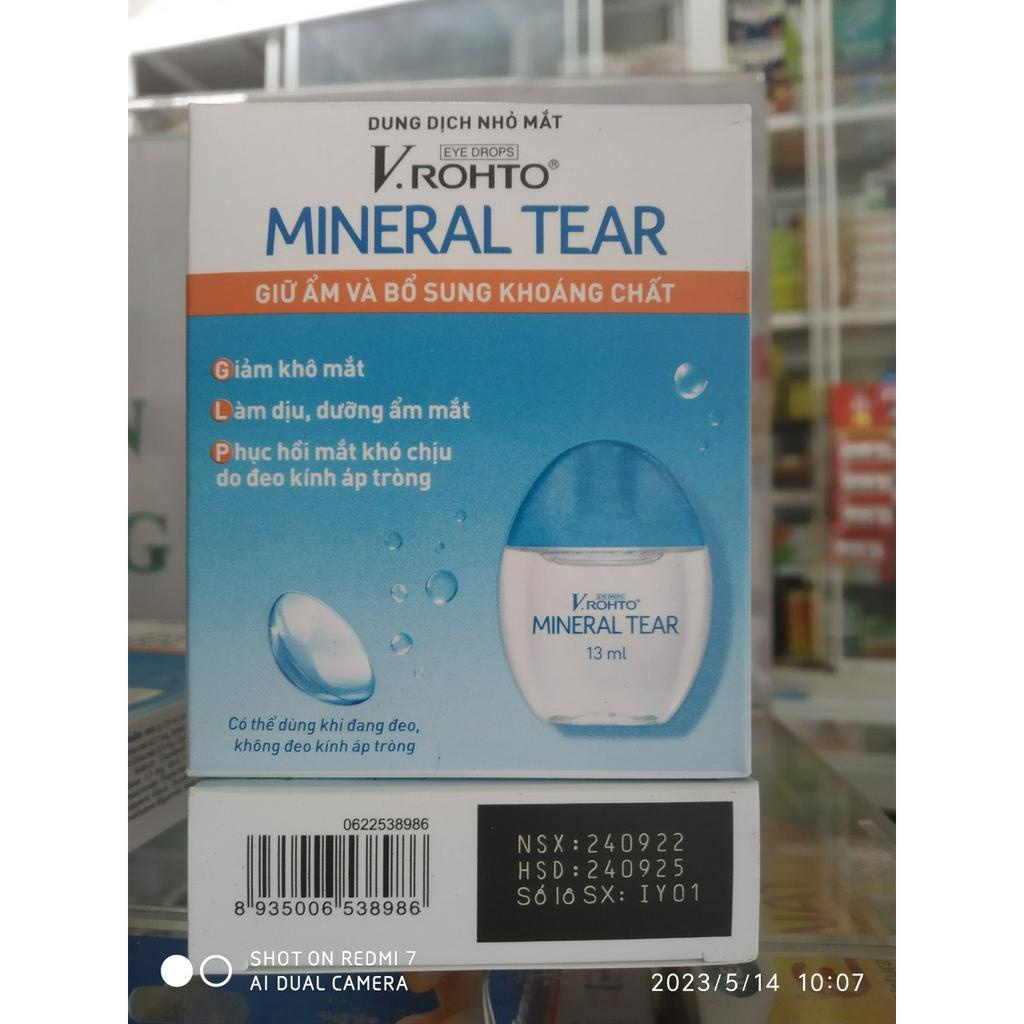 DUNG DỊCH NHỎ MẮT
EYE DROPS
V.ROHTO®
MINERAL TEAR
GIỮ ẨM VÀ BỔ SUNG KHOÁNG CHẤT
Giảm khô mắt
Làm dịu, dưỡng ẩm mắt
Phục hồi mắt khó chịu
do đeo kính áp tròng
EYE DROPS
V.ROHTO®
MINERAL TEAR
13 ml
Có thể dùng khi đang đeo,
không đeo kính áp tròng
0622538986
8 935006 538986
NSX: 240922
HSD: 240925
Số lô SX: IY01
SHOT ON REDMI 7
AI DUAL CAMERA
2023/5/14 10:07